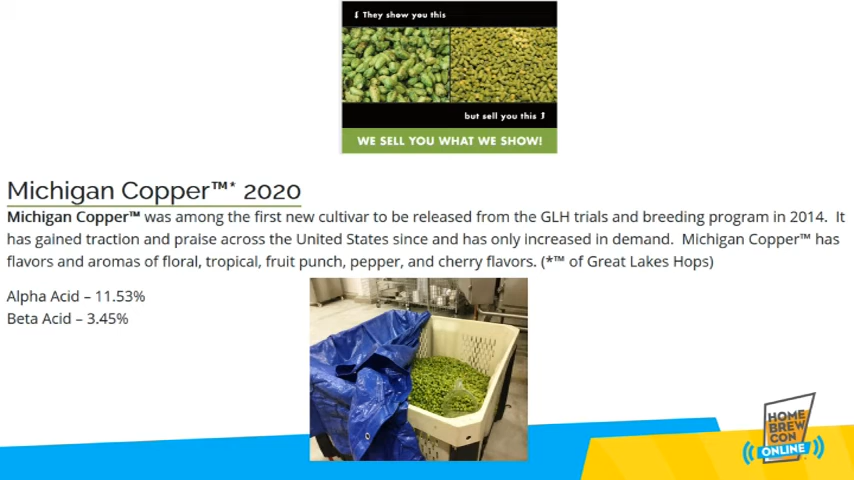 They show you this
but sell you this
WE SELL YOU WHAT WE SHOW!
Michigan Copper™* 2020
Michigan Copper™ was among the first new cultivar to be released from the GLH trials and breeding program in 2014. It
has gained traction and praise across the United States since and has only increased in demand. Michigan Copper™ has
flavors and aromas of floral, tropical, fruit punch, pepper, and cherry flavors. (*™ of Great Lakes Hops)
Alpha Acid – 11.53%
Beta Acid – 3.45%
HOME
BREW
CON
ONLINE